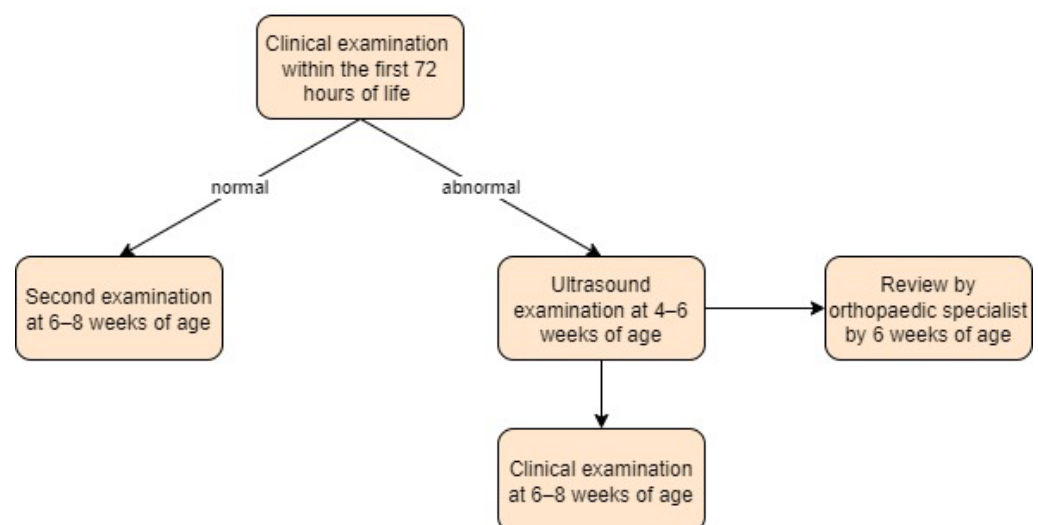 Clinical examination
within the first 72
hours of life
normal
abnormal
Second examination
at 6–8 weeks of age
Ultrasound
examination at 4–6
weeks of age
Review by
orthopaedic specialist
by 6 weeks of age
Clinical examination
at 6–8 weeks of age